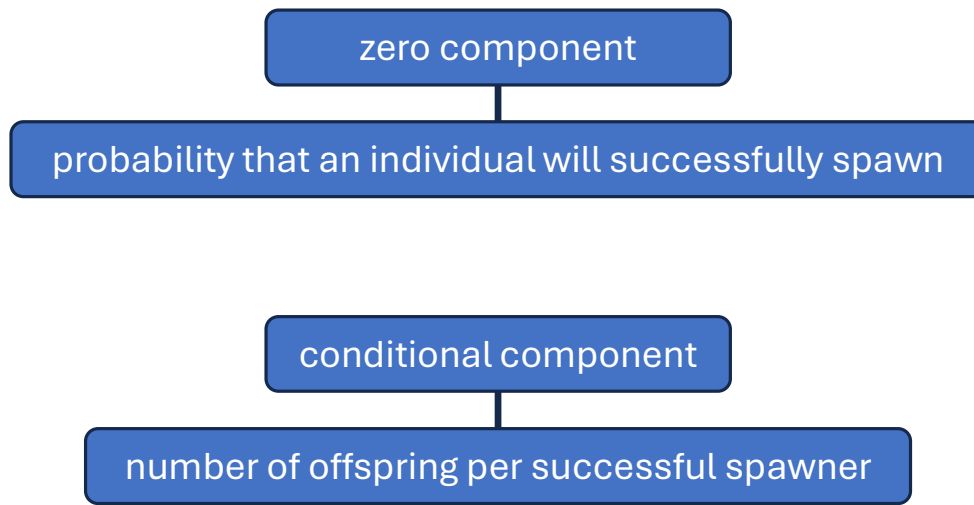 zero component
probability that an individual will successfully spawn
conditional component
number of offspring per successful spawner